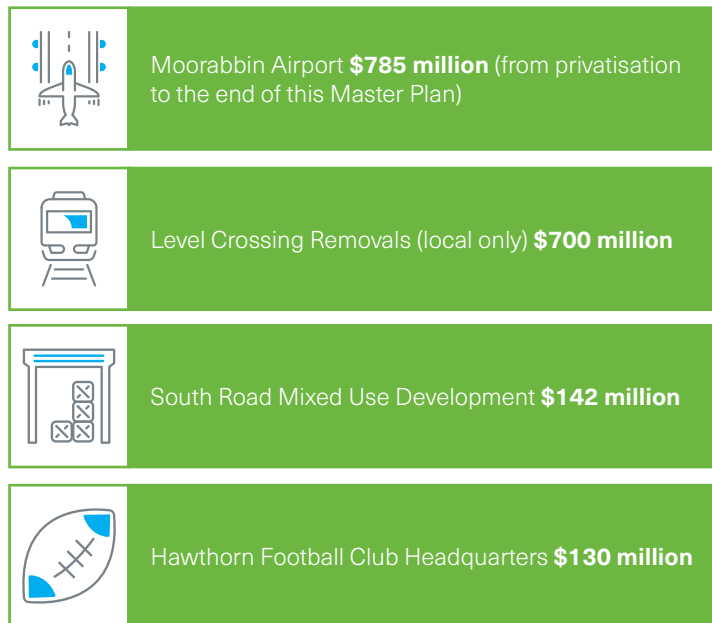 Moorabbin Airport $785 million (from privatisation
to the end of this Master Plan)
Level Crossing Removals (local only) $700 million
South Road Mixed Use Development $142 million
Hawthorn Football Club Headquarters $130 million